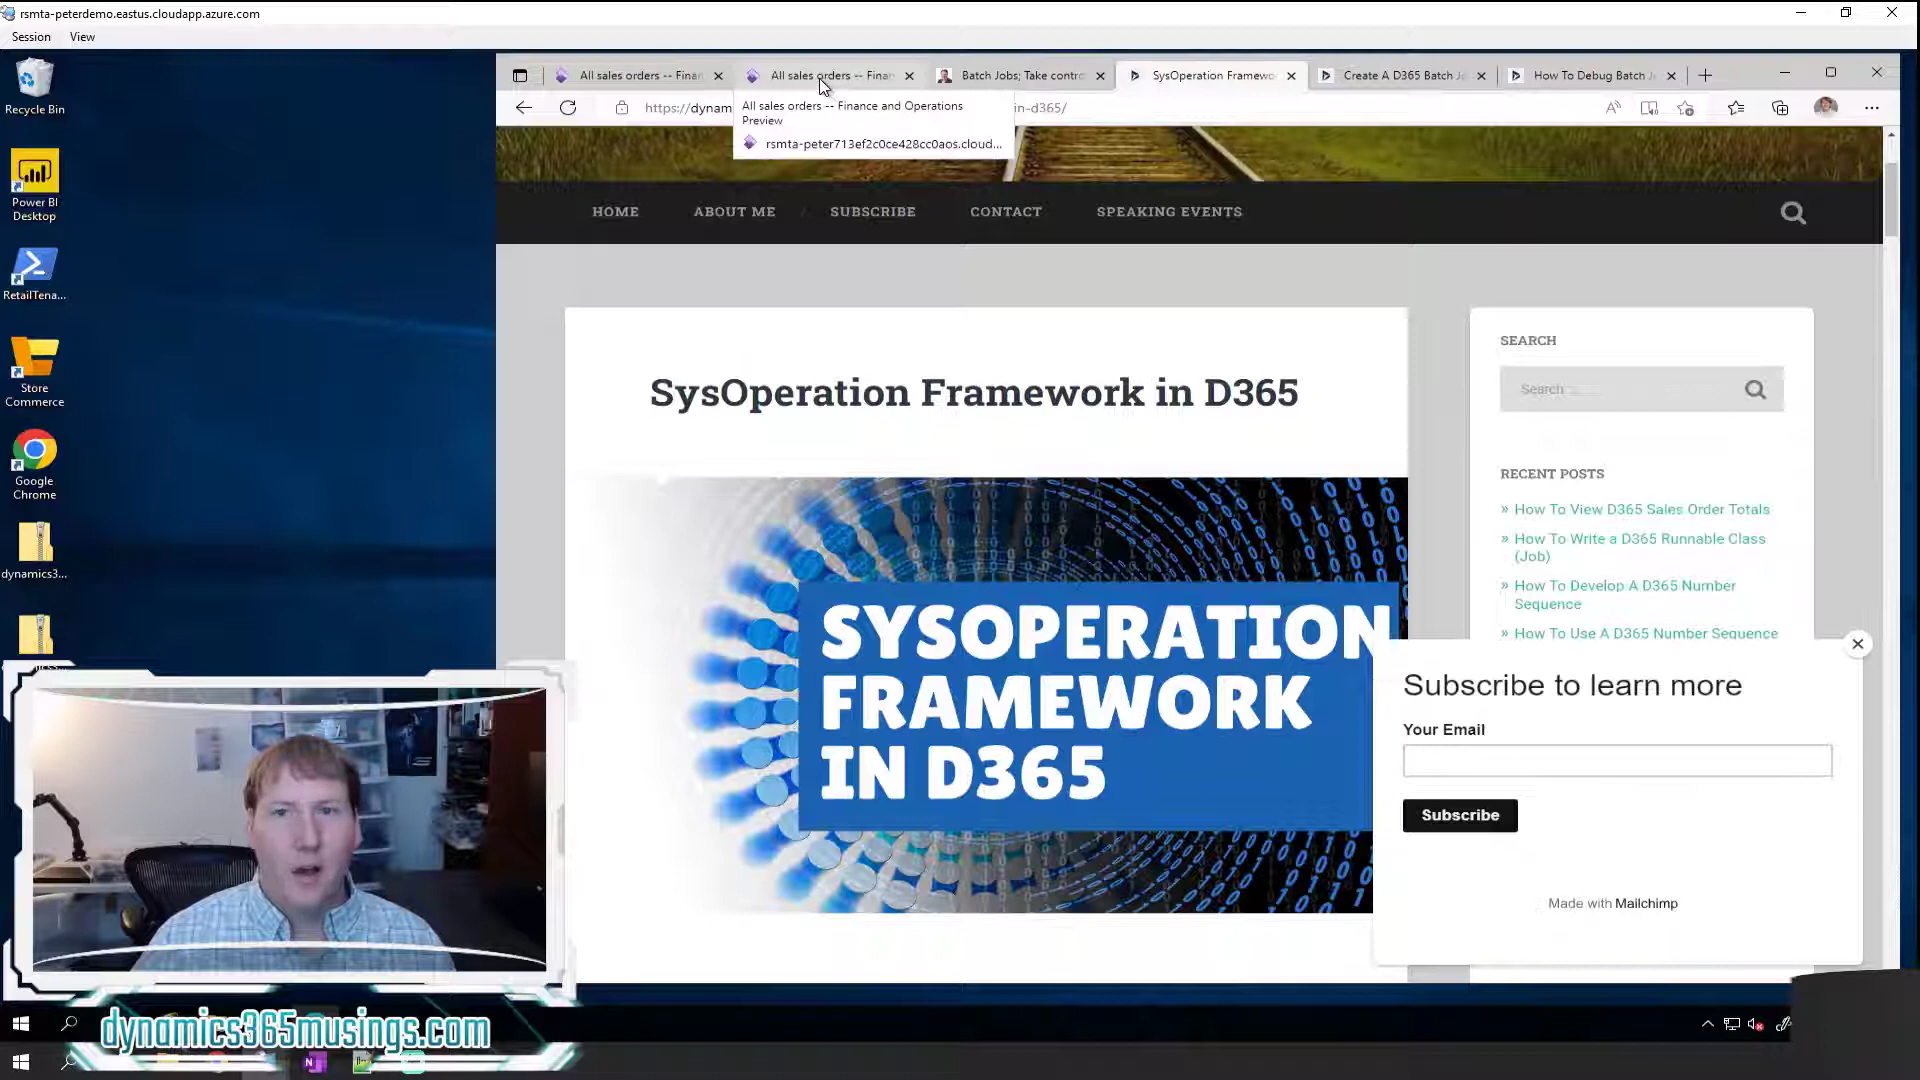 rsmta-peterdemo.eastus.cloudapp.azure.com
Session View
All sales orders -- Finan
All sales orders -- Finan
Batch Jobs; Take contro
SysOperation Framewo
Create A D365 Batch Jo
How To Debug Batch J
https://dynam
in-d365/
All sales orders -- Finance and Operations
Preview
rsmta-peter713ef2c0ce428cc0aos.cloud...
HOME
ABOUT ME
SUBSCRIBE
CONTACT
SPEAKING EVENTS
Recycle Bin
Power BI
Desktop
RetailTena...
Store
Commerce
Google
Chrome
dynamics3...
SysOperation Framework in D365
SYSOPERATION
FRAMEWORK
IN D365
SEARCH
Search ...
RECENT POSTS
» How To View D365 Sales Order Totals
» How To Write a D365 Runnable Class
(Job)
» How To Develop A D365 Number
Sequence
» How To Use A D365 Number Sequence
Subscribe to learn more
Your Email
Subscribe
Made with Mailchimp
dynamics365musings.com